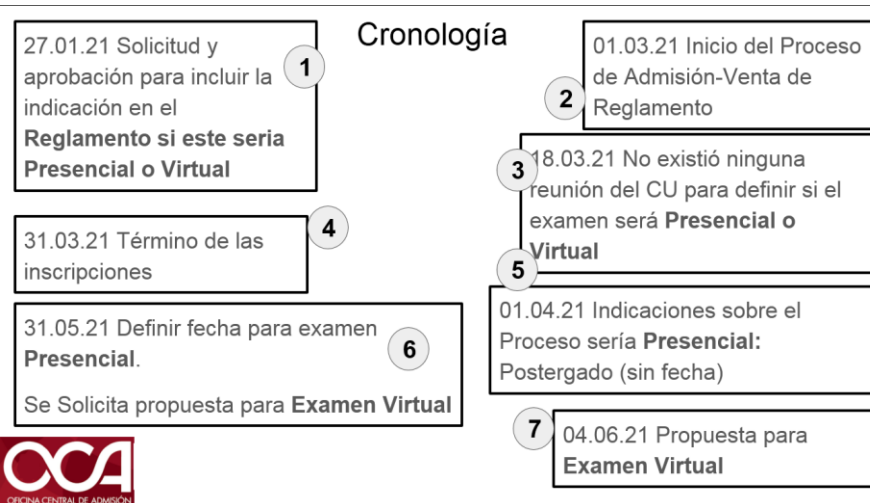 Cronología
27.01.21 Solicitud y
aprobación para incluir la
indicación en el
Reglamento si este seria
Presencial o Virtual
1
01.03.21 Inicio del Proceso
de Admisión-Venta de
Reglamento
2
18.03.21 No existió ninguna
reunión del CU para definir si el
examen será Presencial o
Virtual
3
31.03.21 Término de las
inscripciones
4
01.04.21 Indicaciones sobre el
Proceso sería Presencial:
Postergado (sin fecha)
5
31.05.21 Definir fecha para examen
Presencial.
Se Solicita propuesta para Examen Virtual
6
04.06.21 Propuesta para
Examen Virtual
7
OCA
OFICINA CENTRAL DE ADMISIÓN